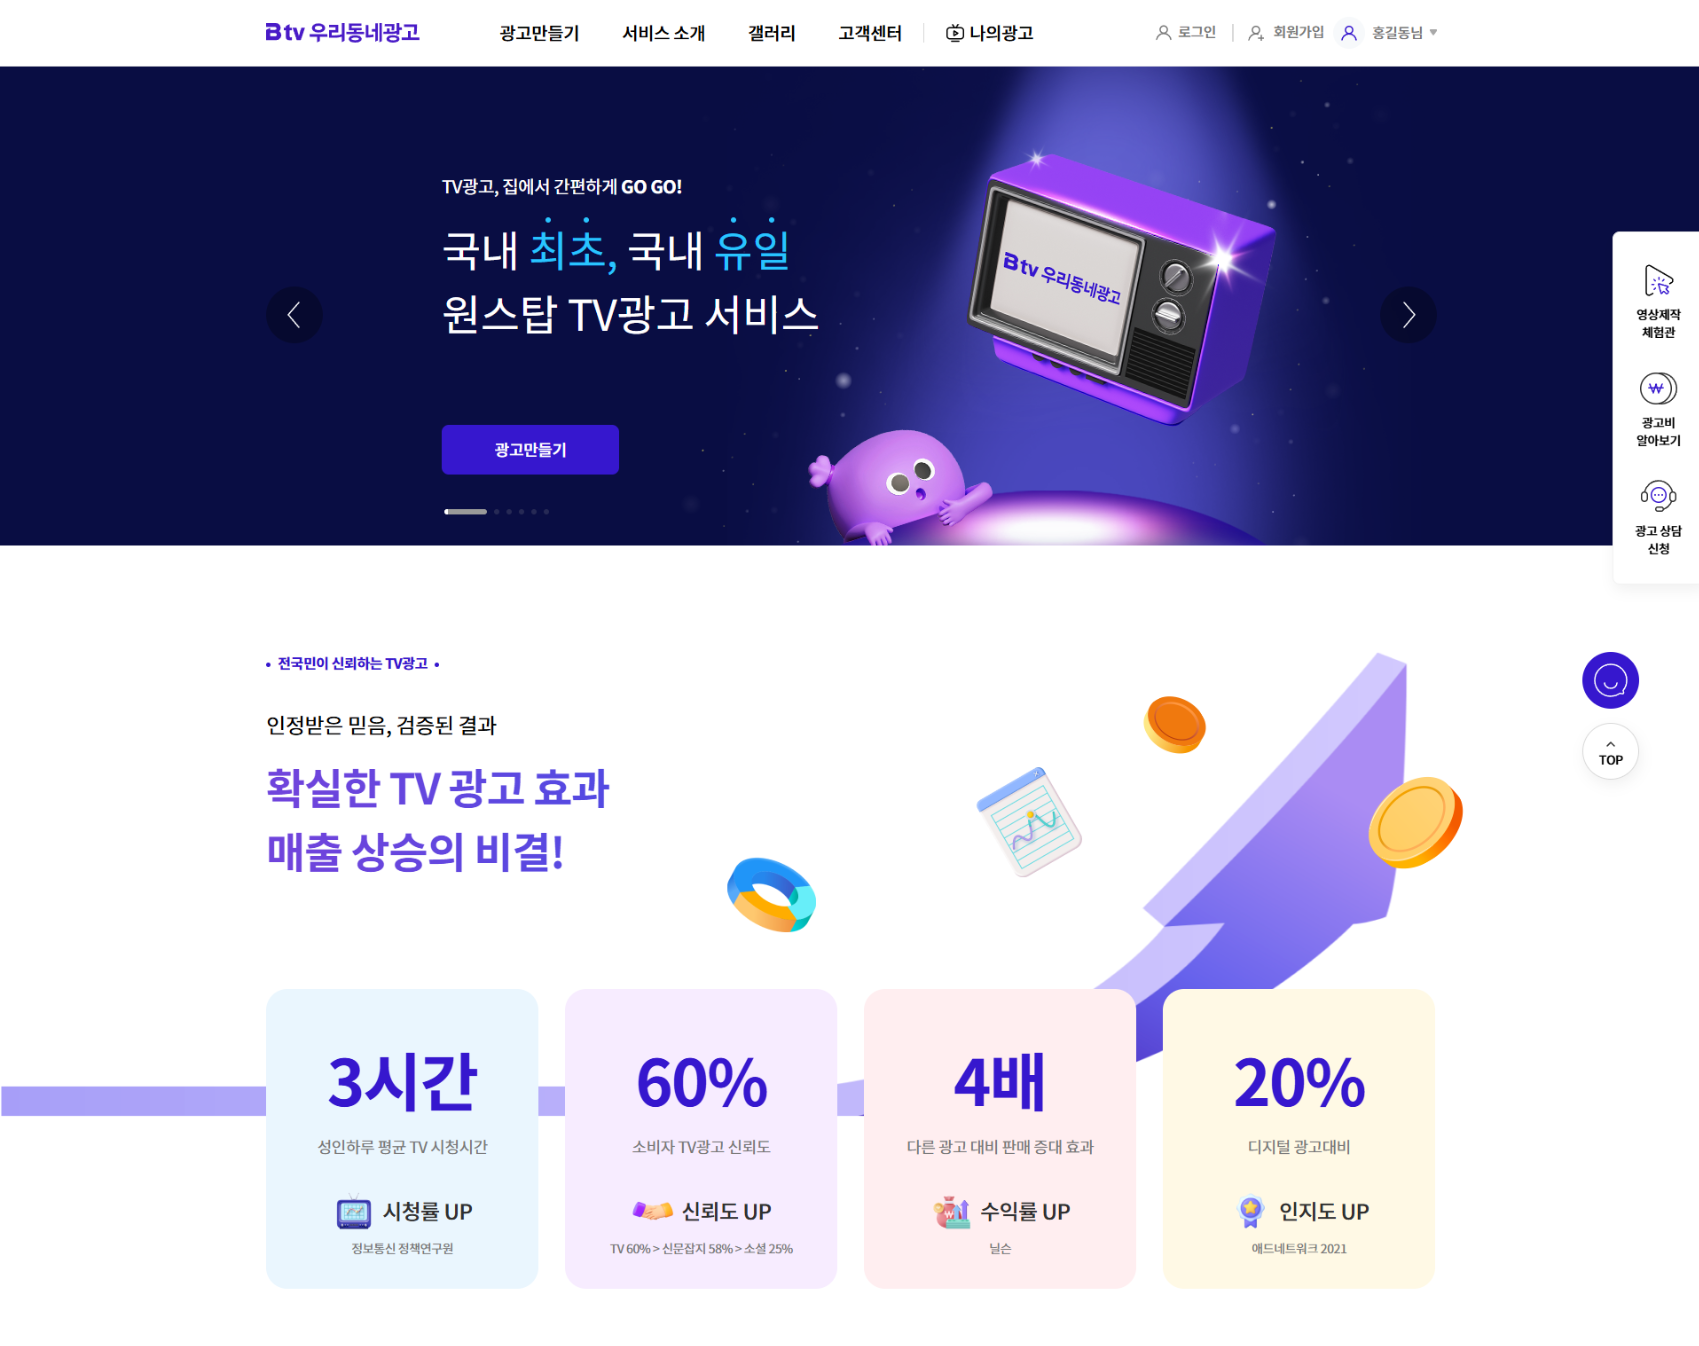 B tv 우리동네광고
광고만들기 서비스 소개 갤러리 고객센터 나의광고
로그인 회원가입 홍길동님
TV광고, 집에서 간편하게 GO GO!
국내 최초, 국내 유일
원스탑 TV광고 서비스
광고만들기
B tv 우리동네광고
영상제작
체험관
광고비
알아보기
광고 상담
신청
TOP
• 전국민이 신뢰하는 TV광고 •
인정받은 믿음, 검증된 결과
확실한 TV 광고 효과
매출 상승의 비결!
3시간
성인하루 평균 TV 시청시간
시청률 UP
정보통신 정책연구원
60%
소비자 TV광고 신뢰도
신뢰도 UP
TV 60% > 신문잡지 58% > 소셜 25%
4배
다른 광고 대비 판매 증대 효과
수익률 UP
닐슨
20%
디지털 광고대비
인지도 UP
애드네트워크 2021